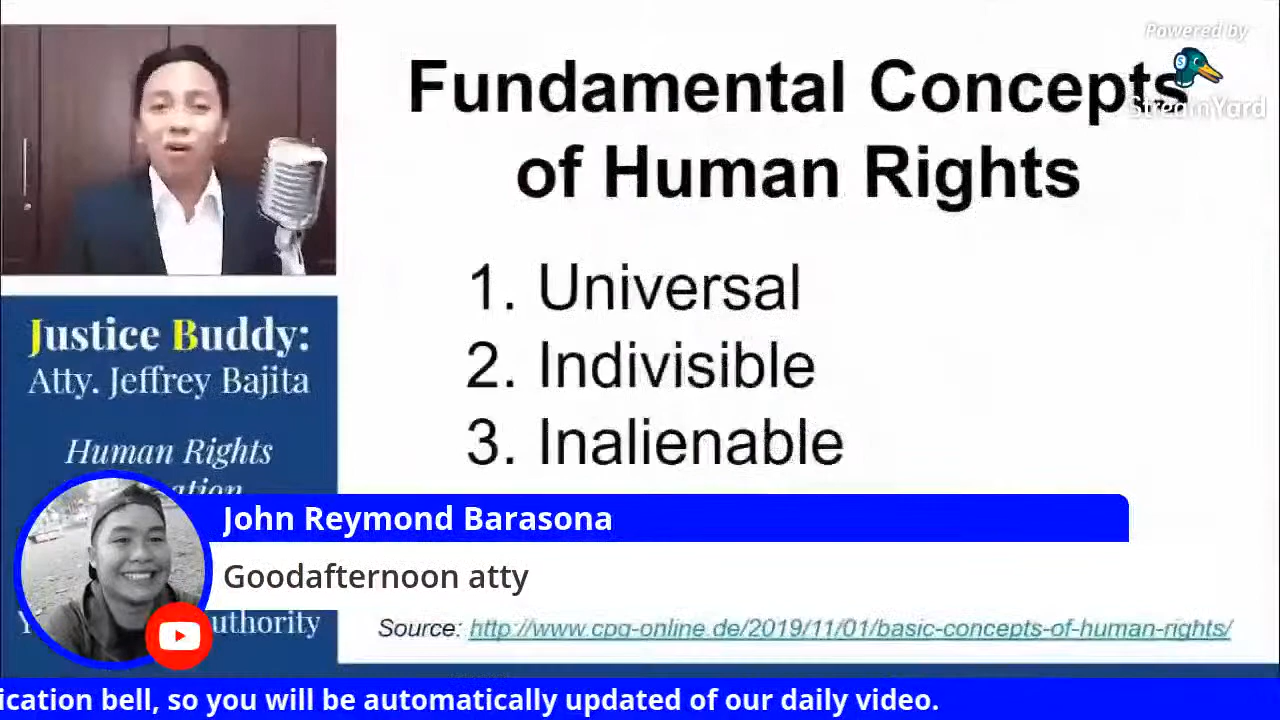 Powered by
StreamYard
Fundamental Concepts
of Human Rights
1. Universal
2. Indivisible
3. Inalienable
Justice Buddy:
Atty. Jeffrey Bajita
Human Rights
John Reymond Barasona
Goodafternoon atty
Source: http://www.cpg-online.de/2019/11/01/basic-concepts-of-human-rights/
ication bell, so you will be automatically updated of our daily video.